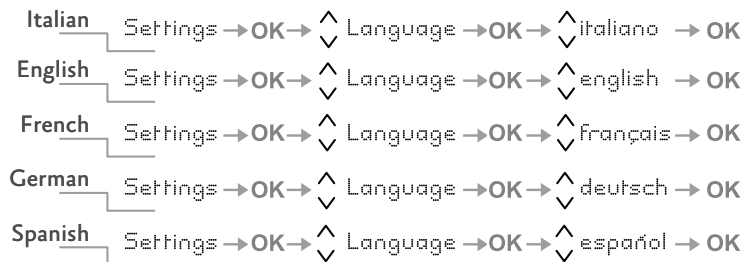 Italian Settings OK Language OK italiano OK
English Settings OK Language OK english OK
French Settings OK Language OK français OK
German Settings OK Language OK deutsch OK
Spanish Settings OK Language OK español OK